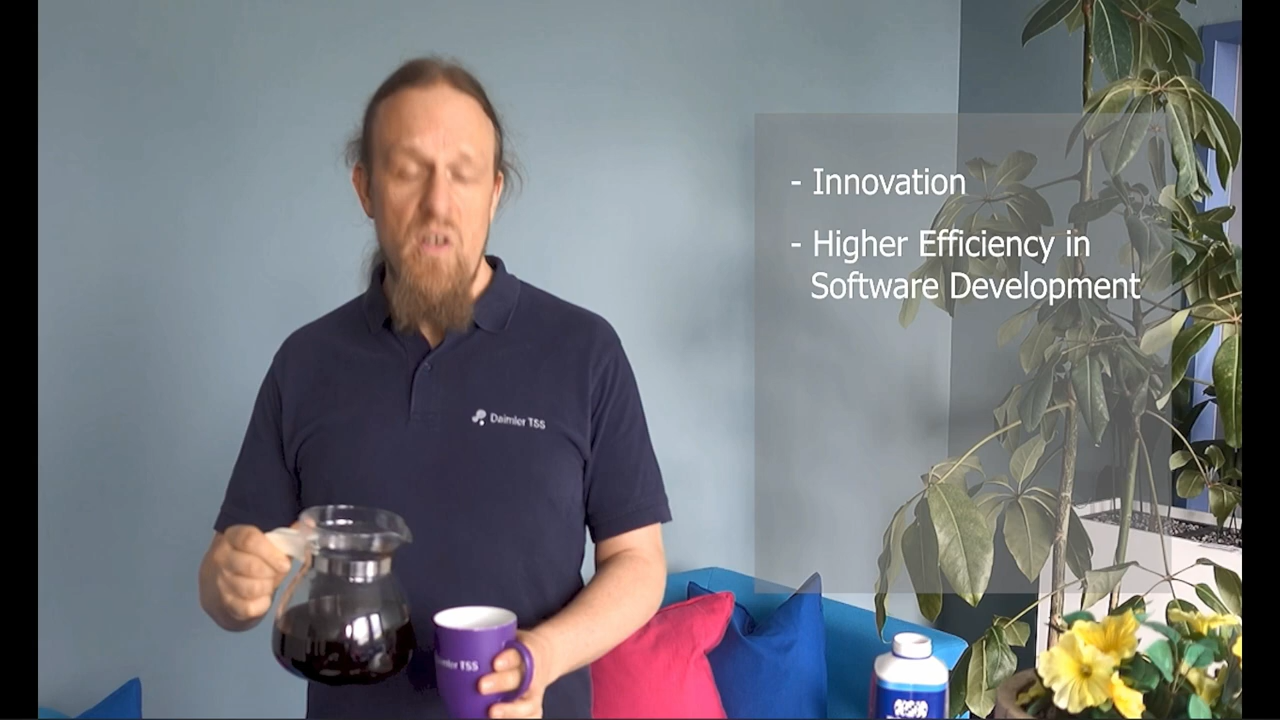 - Innovation
- Higher Efficiency in
Software Development
Daimler TSS
Daimler TSS